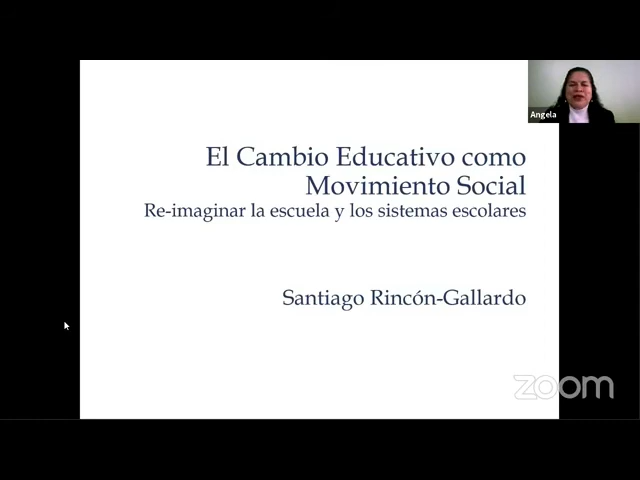 Angela
El Cambio Educativo como
Movimiento Social
Re-imaginar la escuela y los sistemas escolares
Santiago Rincón-Gallardo
zoom